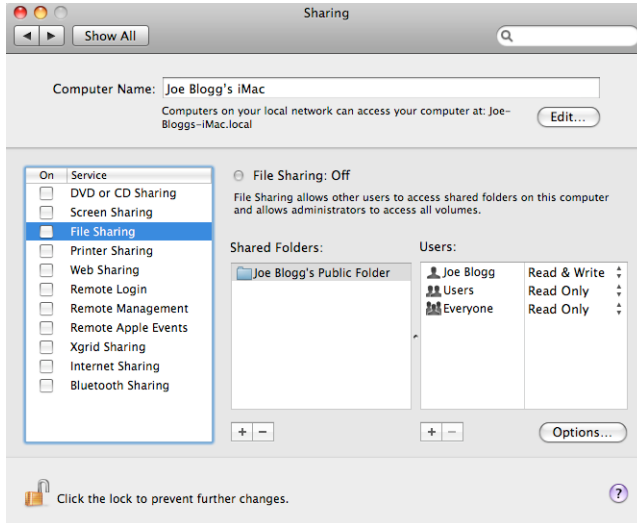 Sharing
Show All
Computer Name: Joe Blogg's iMac
Computers on your local network can access your computer at: Joe-
Bloggs-iMac.local
Edit...
On Service
DVD or CD Sharing
Screen Sharing
File Sharing
Printer Sharing
Web Sharing
Remote Login
Remote Management
Remote Apple Events
Xgrid Sharing
Internet Sharing
Bluetooth Sharing
File Sharing: Off
File Sharing allows other users to access shared folders on this computer
and allows administrators to access all volumes.
Shared Folders:
Joe Blogg's Public Folder
Users:
Joe Blogg Read & Write
Users Read Only
Everyone Read Only
+ −
+ −
Options...
Click the lock to prevent further changes.
?